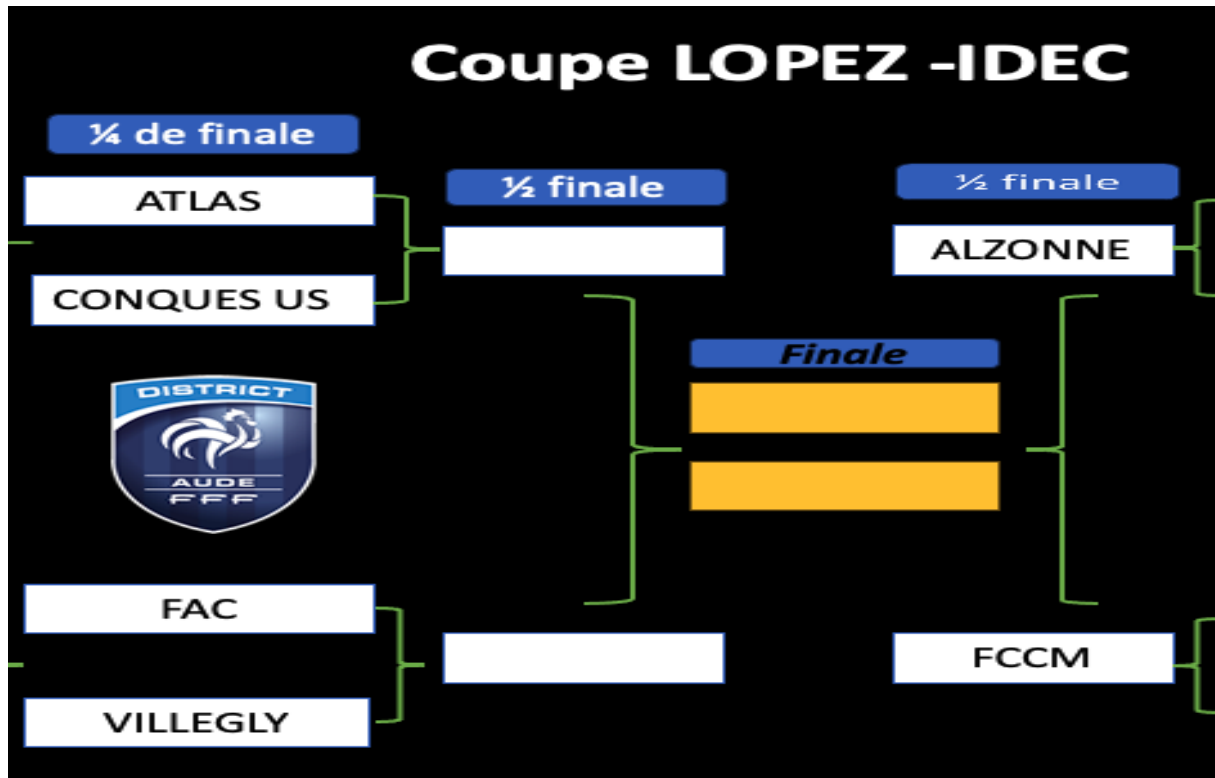 Coupe LOPEZ -IDEC
¼ de finale
ATLAS
CONQUES US
½ finale
½ finale
ALZONNE
Finale
DISTRICT
AUDE
FFF
FAC
VILLEGLY
FCCM